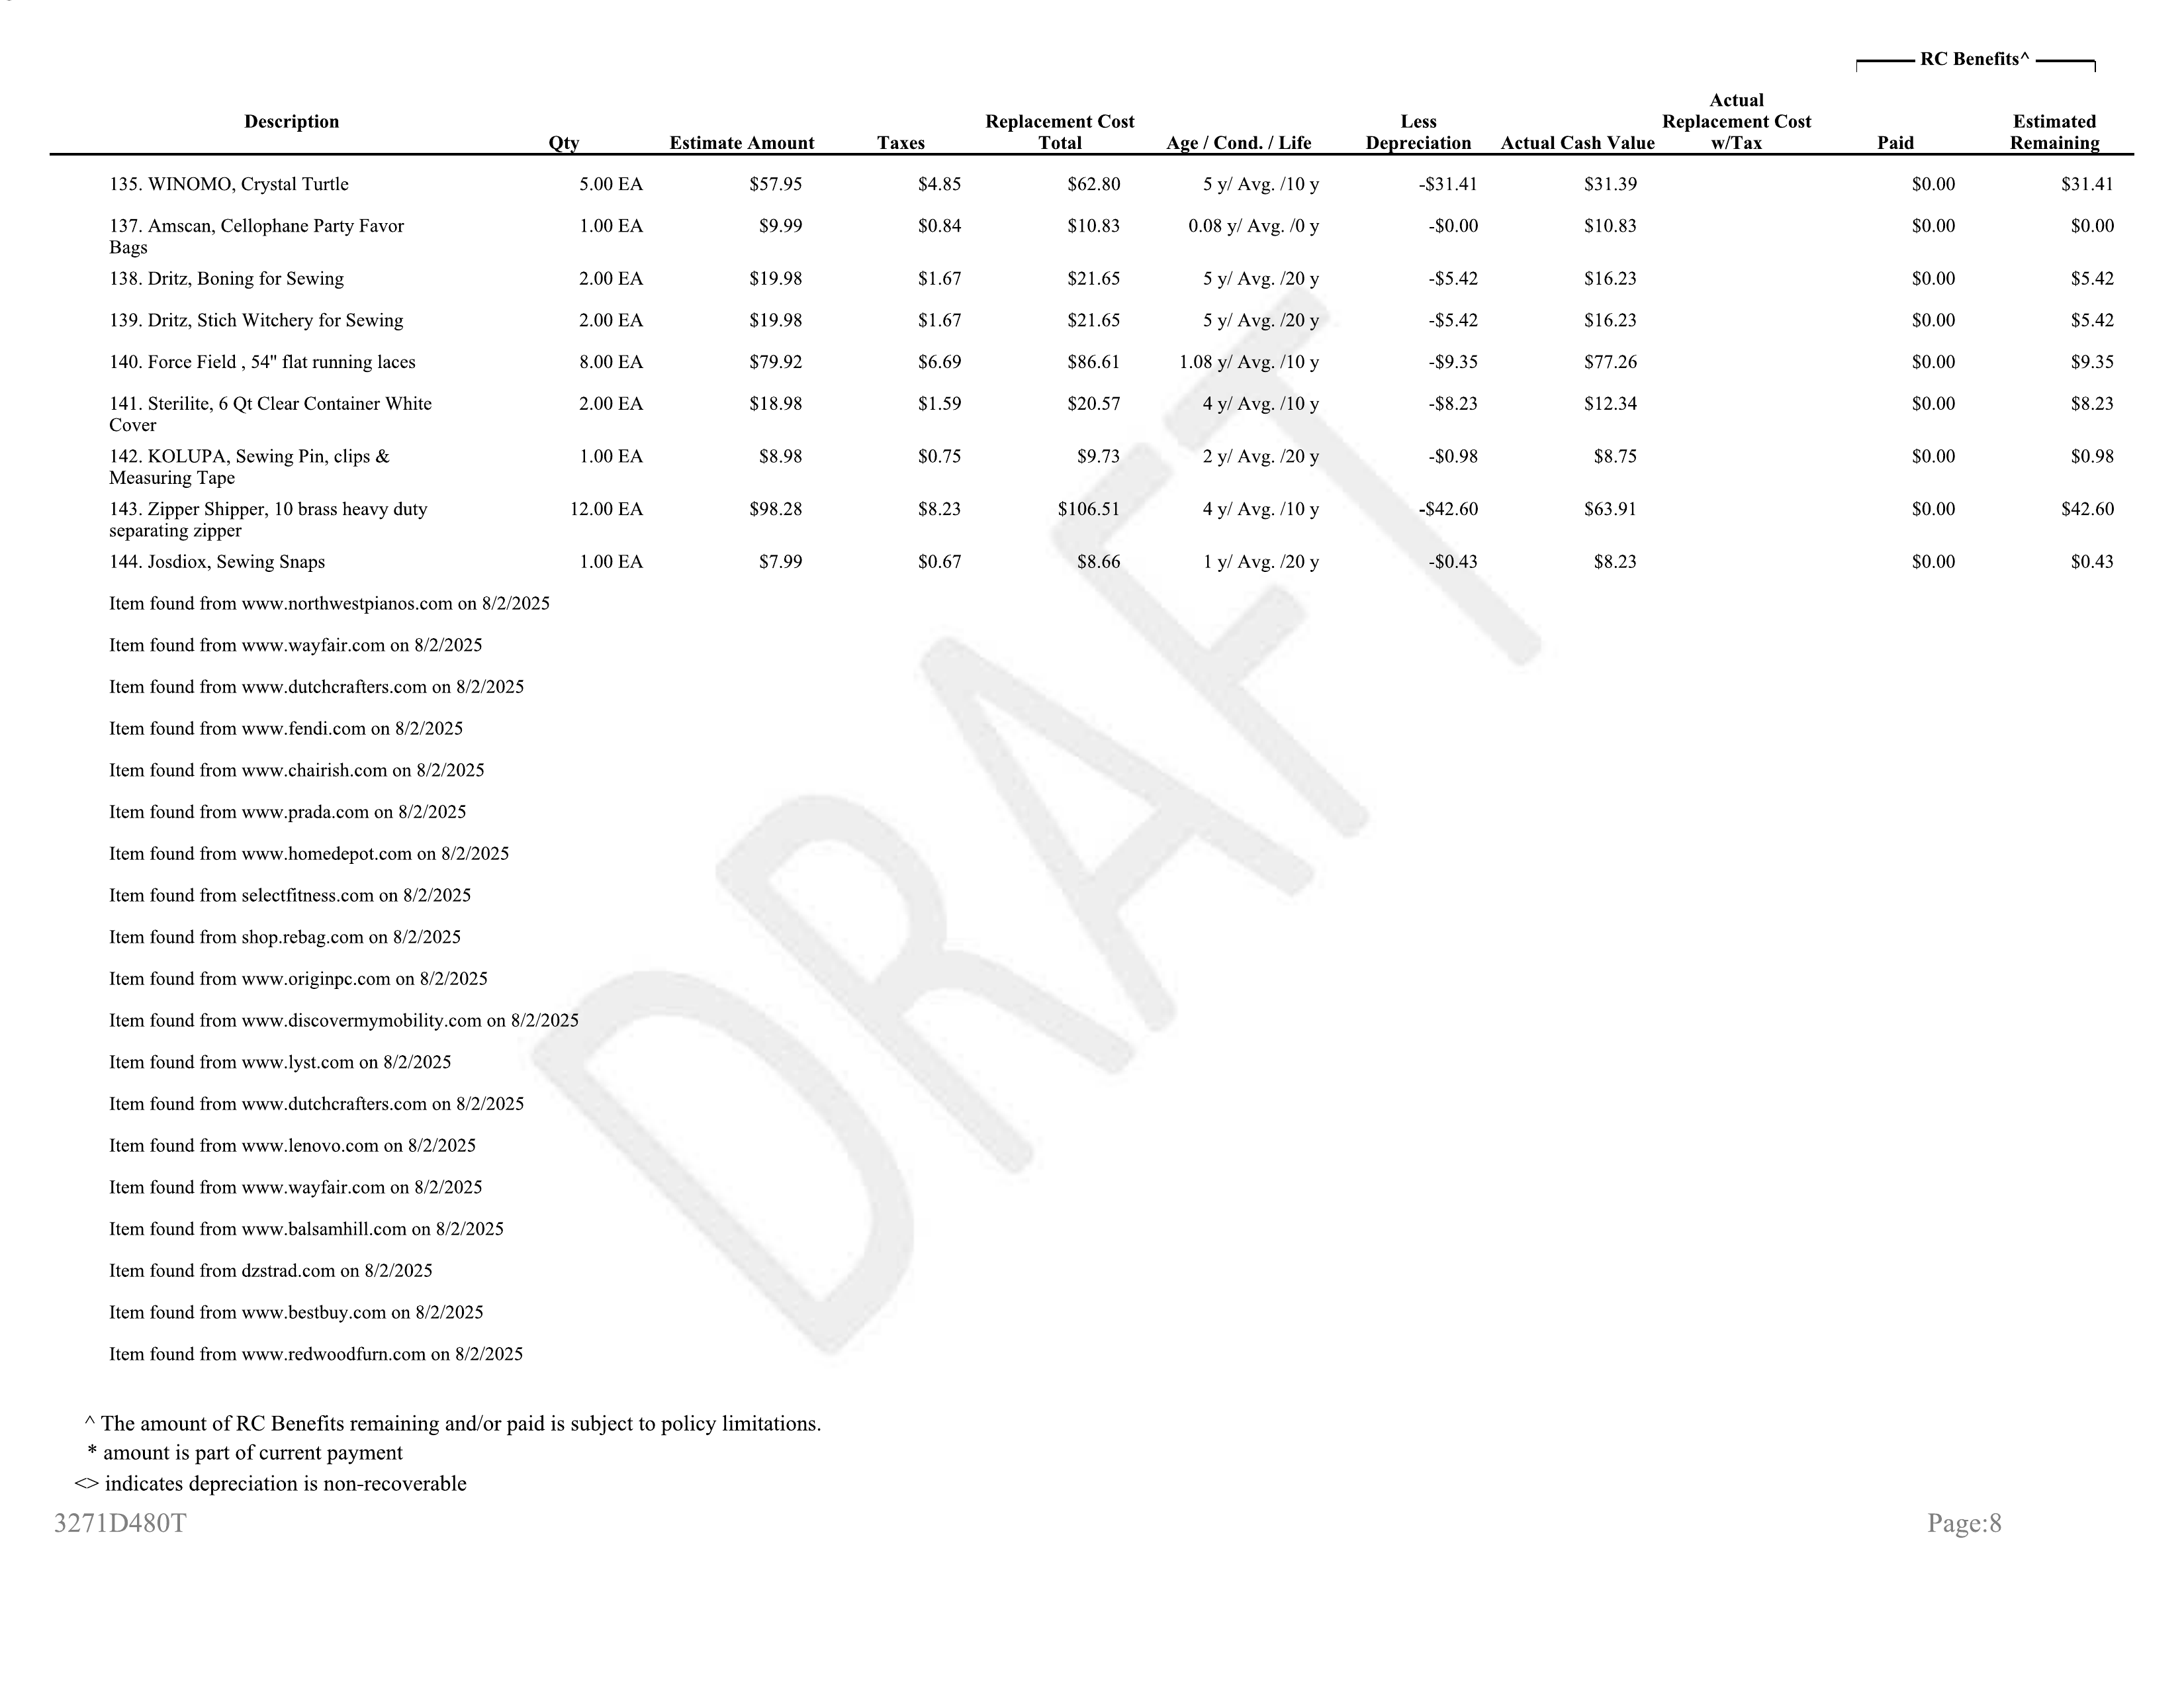 RC Benefits^
Description Qty Estimate Amount Taxes Replacement Cost Total Age / Cond. / Life Less Depreciation Actual Cash Value Actual Replacement Cost w/Tax Paid Estimated Remaining
135. WINOMO, Crystal Turtle 5.00 EA $57.95 $4.85 $62.80 5 y/ Avg. /10 y -$31.41 $31.39 $0.00 $31.41
137. Amscan, Cellophane Party Favor 1.00 EA $9.99 $0.84 $10.83 0.08 y/ Avg. /0 y -$0.00 $10.83 $0.00 $0.00
Bags
138. Dritz, Boning for Sewing 2.00 EA $19.98 $1.67 $21.65 5 y/ Avg. /20 y -$5.42 $16.23 $0.00 $5.42
139. Dritz, Stich Witchery for Sewing 2.00 EA $19.98 $1.67 $21.65 5 y/ Avg. /20 y -$5.42 $16.23 $0.00 $5.42
140. Force Field , 54" flat running laces 8.00 EA $79.92 $6.69 $86.61 1.08 y/ Avg. /10 y -$9.35 $77.26 $0.00 $9.35
141. Sterilite, 6 Qt Clear Container White 2.00 EA $18.98 $1.59 $20.57 4 y/ Avg. /10 y -$8.23 $12.34 $0.00 $8.23
Cover
142. KOLUPA, Sewing Pin, clips & 1.00 EA $8.98 $0.75 $9.73 2 y/ Avg. /20 y -$0.98 $8.75 $0.00 $0.98
Measuring Tape
143. Zipper Shipper, 10 brass heavy duty 12.00 EA $98.28 $8.23 $106.51 4 y/ Avg. /10 y -$42.60 $63.91 $0.00 $42.60
separating zipper
144. Josdiox, Sewing Snaps 1.00 EA $7.99 $0.67 $8.66 1 y/ Avg. /20 y -$0.43 $8.23 $0.00 $0.43
Item found from www.northwestpianos.com on 8/2/2025
Item found from www.wayfair.com on 8/2/2025
Item found from www.dutchcrafters.com on 8/2/2025
Item found from www.fendi.com on 8/2/2025
Item found from www.chairish.com on 8/2/2025
Item found from www.prada.com on 8/2/2025
Item found from www.homedepot.com on 8/2/2025
Item found from selectfitness.com on 8/2/2025
Item found from shop.rebag.com on 8/2/2025
Item found from www.originpc.com on 8/2/2025
Item found from www.discovermymobility.com on 8/2/2025
Item found from www.lyst.com on 8/2/2025
Item found from www.dutchcrafters.com on 8/2/2025
Item found from www.lenovo.com on 8/2/2025
Item found from www.wayfair.com on 8/2/2025
Item found from www.balsamhill.com on 8/2/2025
Item found from dzstrad.com on 8/2/2025
Item found from www.bestbuy.com on 8/2/2025
Item found from www.redwoodfurn.com on 8/2/2025
DRAFT
^ The amount of RC Benefits remaining and/or paid is subject to policy limitations.
* amount is part of current payment
<> indicates depreciation is non-recoverable
3271D480T Page:8